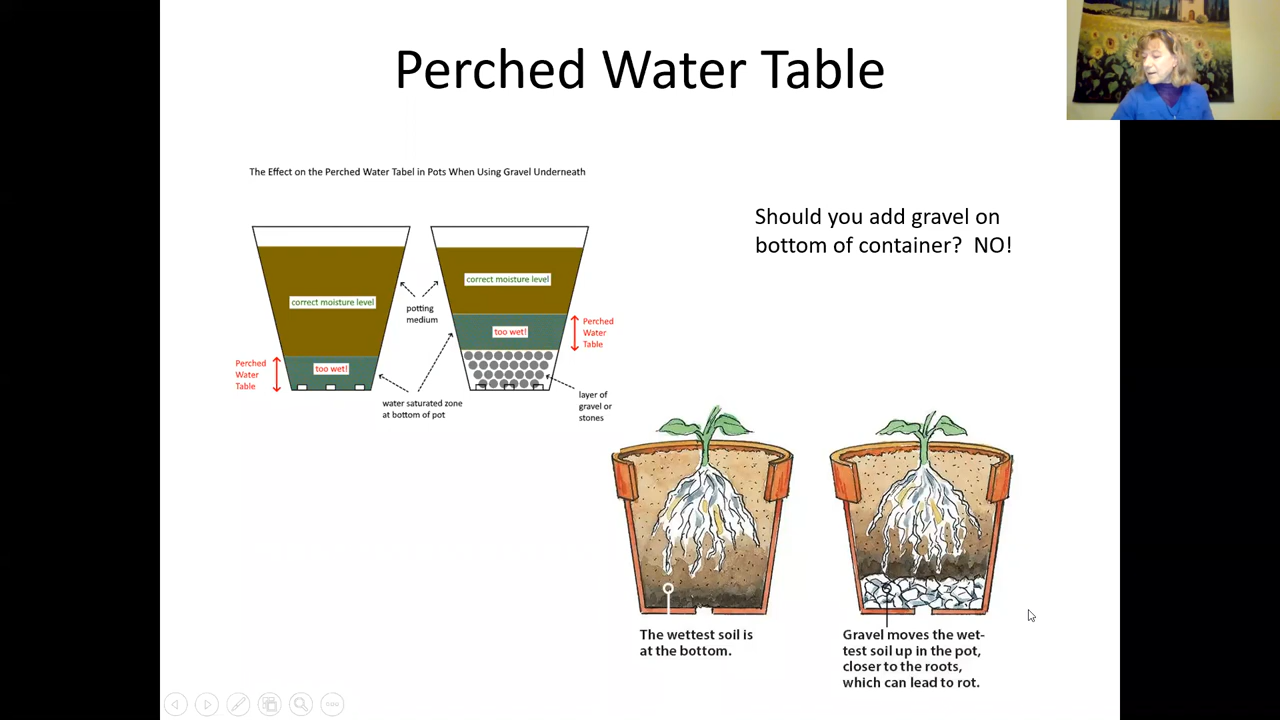 Perched Water Table
The Effect on the Perched Water Tabel in Pots When Using Gravel Underneath
Should you add gravel on
bottom of container? NO!
correct moisture level
too wet!
Perched
Water
Table
potting
medium
water saturated zone
at bottom of pot
correct moisture level
too wet!
Perched
Water
Table
layer of
gravel or
stones
The wettest soil is
at the bottom.
Gravel moves the wet-
test soil up in the pot,
closer to the roots,
which can lead to rot.